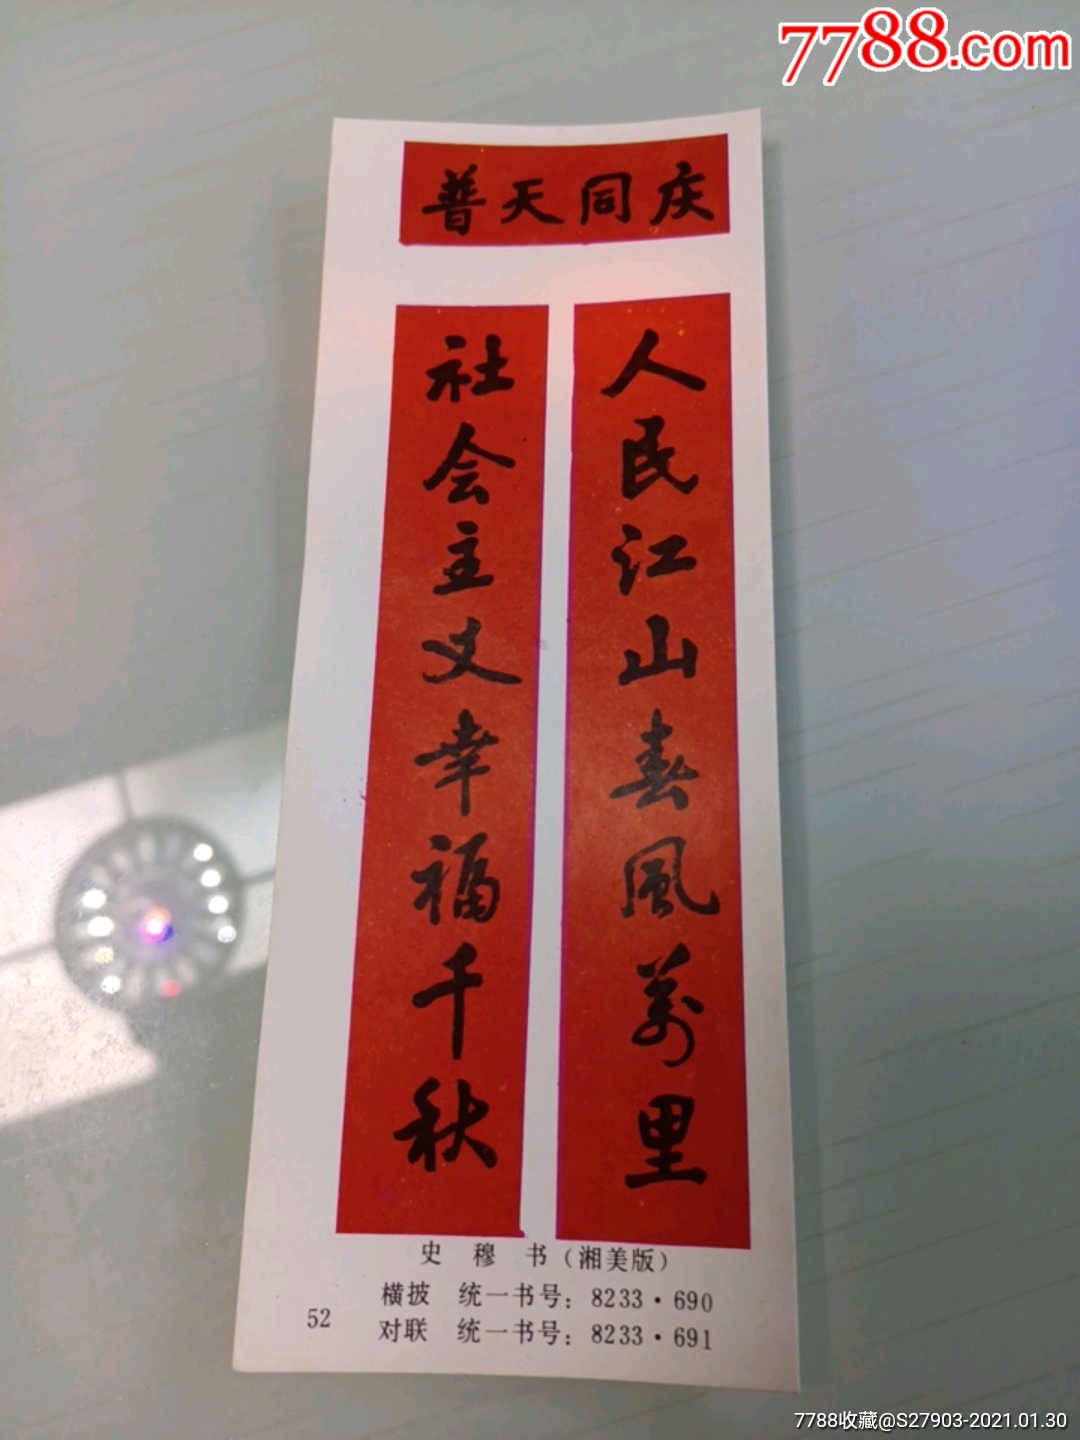 7788.com
普天同庆
人民江山春風萬里
社会主义幸福千秋
史 穆 书（湘美版）
横披 统一书号：8233·690
对联 统一书号：8233·691
52
7788收藏@S27903-2021.01.30